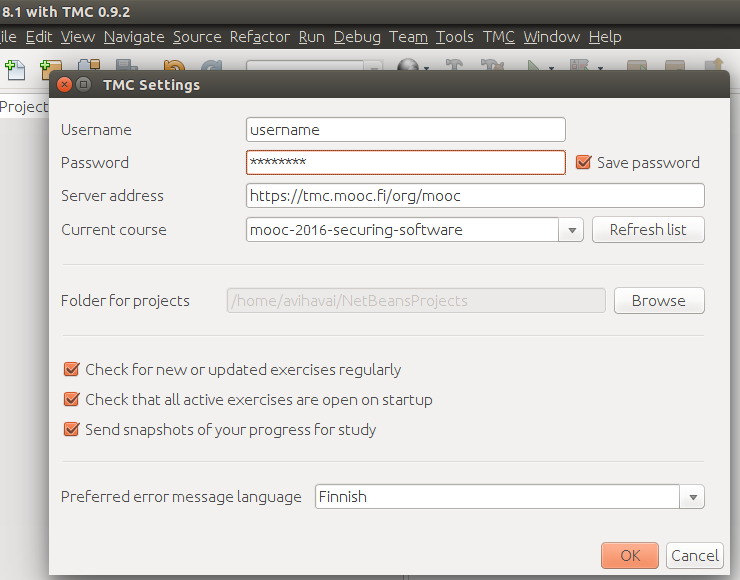 8.1 with TMC 0.9.2
ile Edit View Navigate Source Refactor Run Debug Team Tools TMC Window Help
Project
TMC Settings
Username username
Password ******** Save password
Server address https://tmc.mooc.fi/org/mooc
Current course mooc-2016-securing-software Refresh list
Folder for projects /home/avihavai/NetBeansProjects Browse
Check for new or updated exercises regularly
Check that all active exercises are open on startup
Send snapshots of your progress for study
Preferred error message language Finnish
OK Cancel